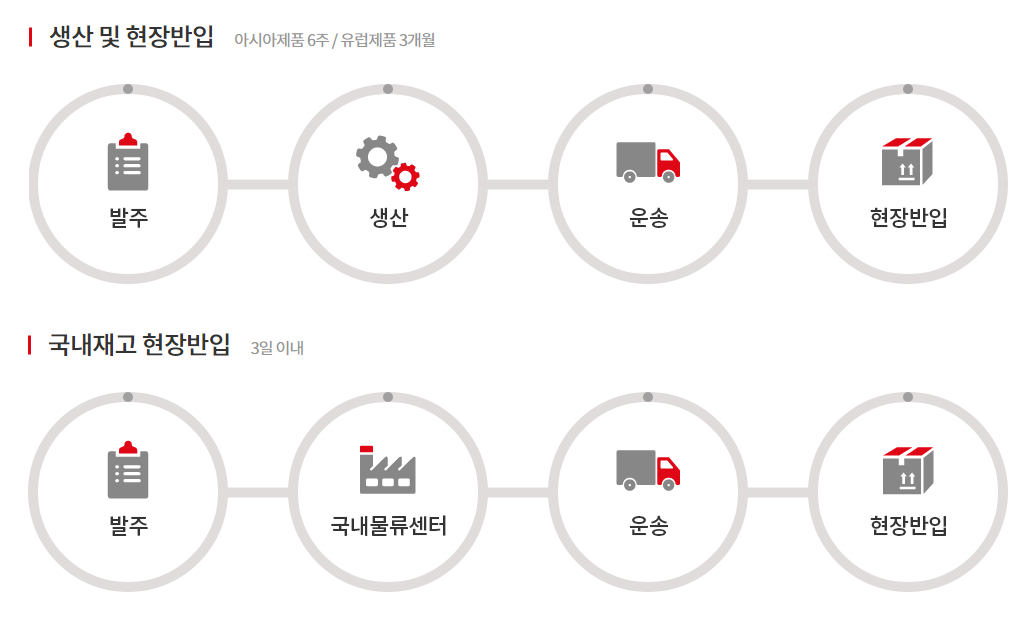 생산 및 현장반입 아시아제품 6주 / 유럽제품 3개월
발주 생산 운송 현장반입
국내재고 현장반입 3일 이내
발주 국내물류센터 운송 현장반입